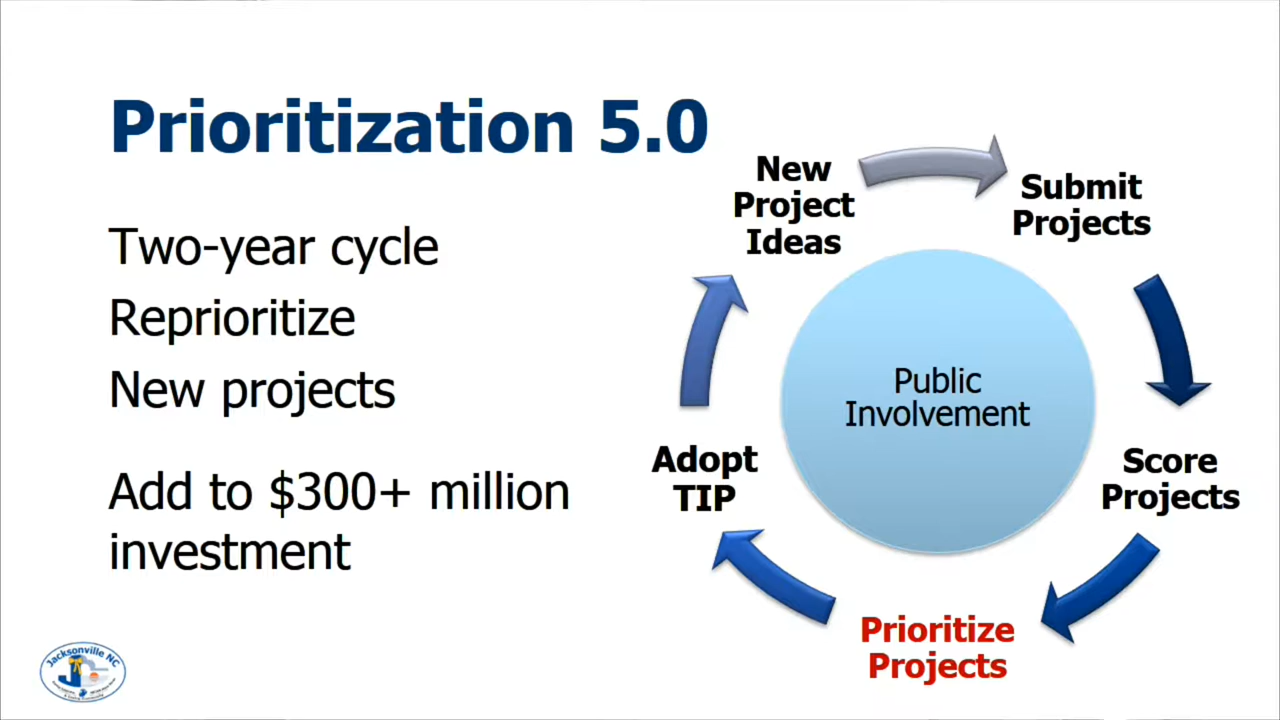 Prioritization 5.0
Two-year cycle
Reprioritize
New projects
Add to $300+ million
investment
New
Project
Ideas
Submit
Projects
Score
Projects
Prioritize
Projects
Adopt
TIP
Public
Involvement
Jacksonville NC